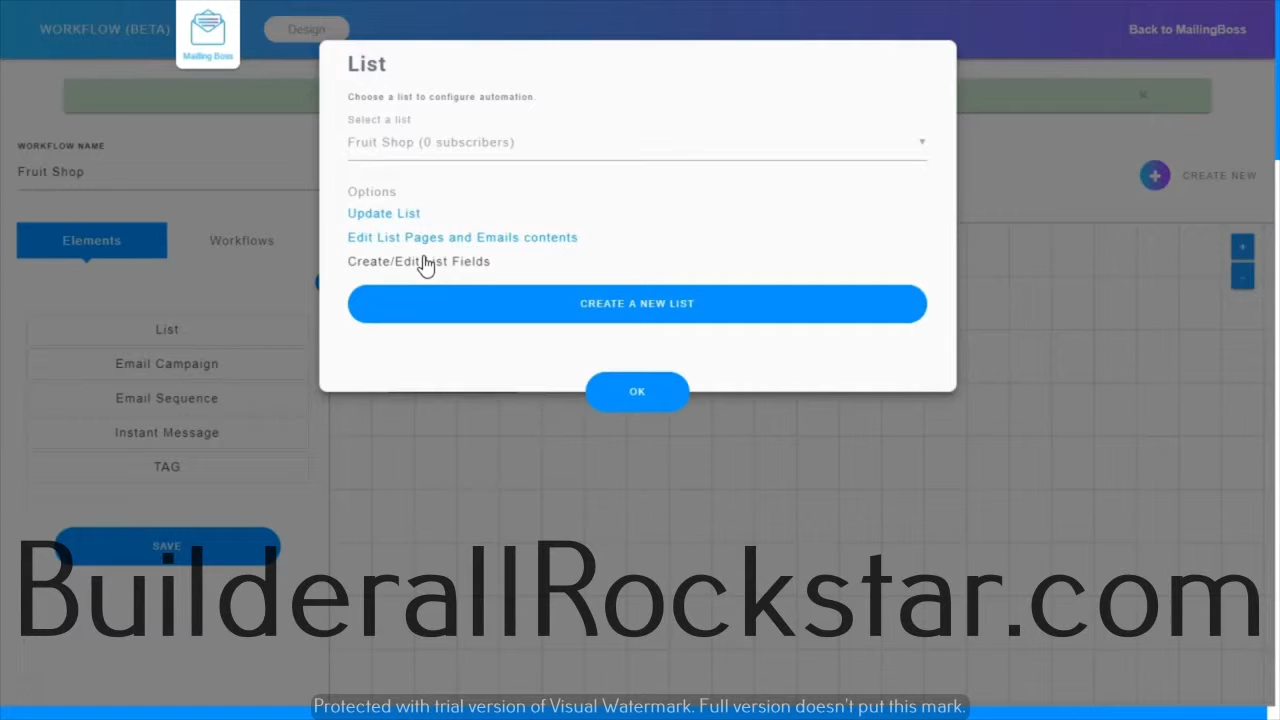 WORKFLOW (BETA)
Mailing Boss
Design
Back to MailingBoss
List
Choose a list to configure automation.
Select a list
Fruit Shop (0 subscribers)
WORKFLOW NAME
Fruit Shop
CREATE NEW
Options
Update List
Edit List Pages and Emails contents
Create/Edit List Fields
Elements
Workflows
CREATE A NEW LIST
List
Email Campaign
OK
Email Sequence
Instant Message
TAG
SAVE
BuilderallRockstar.com
Protected with trial version of Visual Watermark. Full version doesn't put this mark.